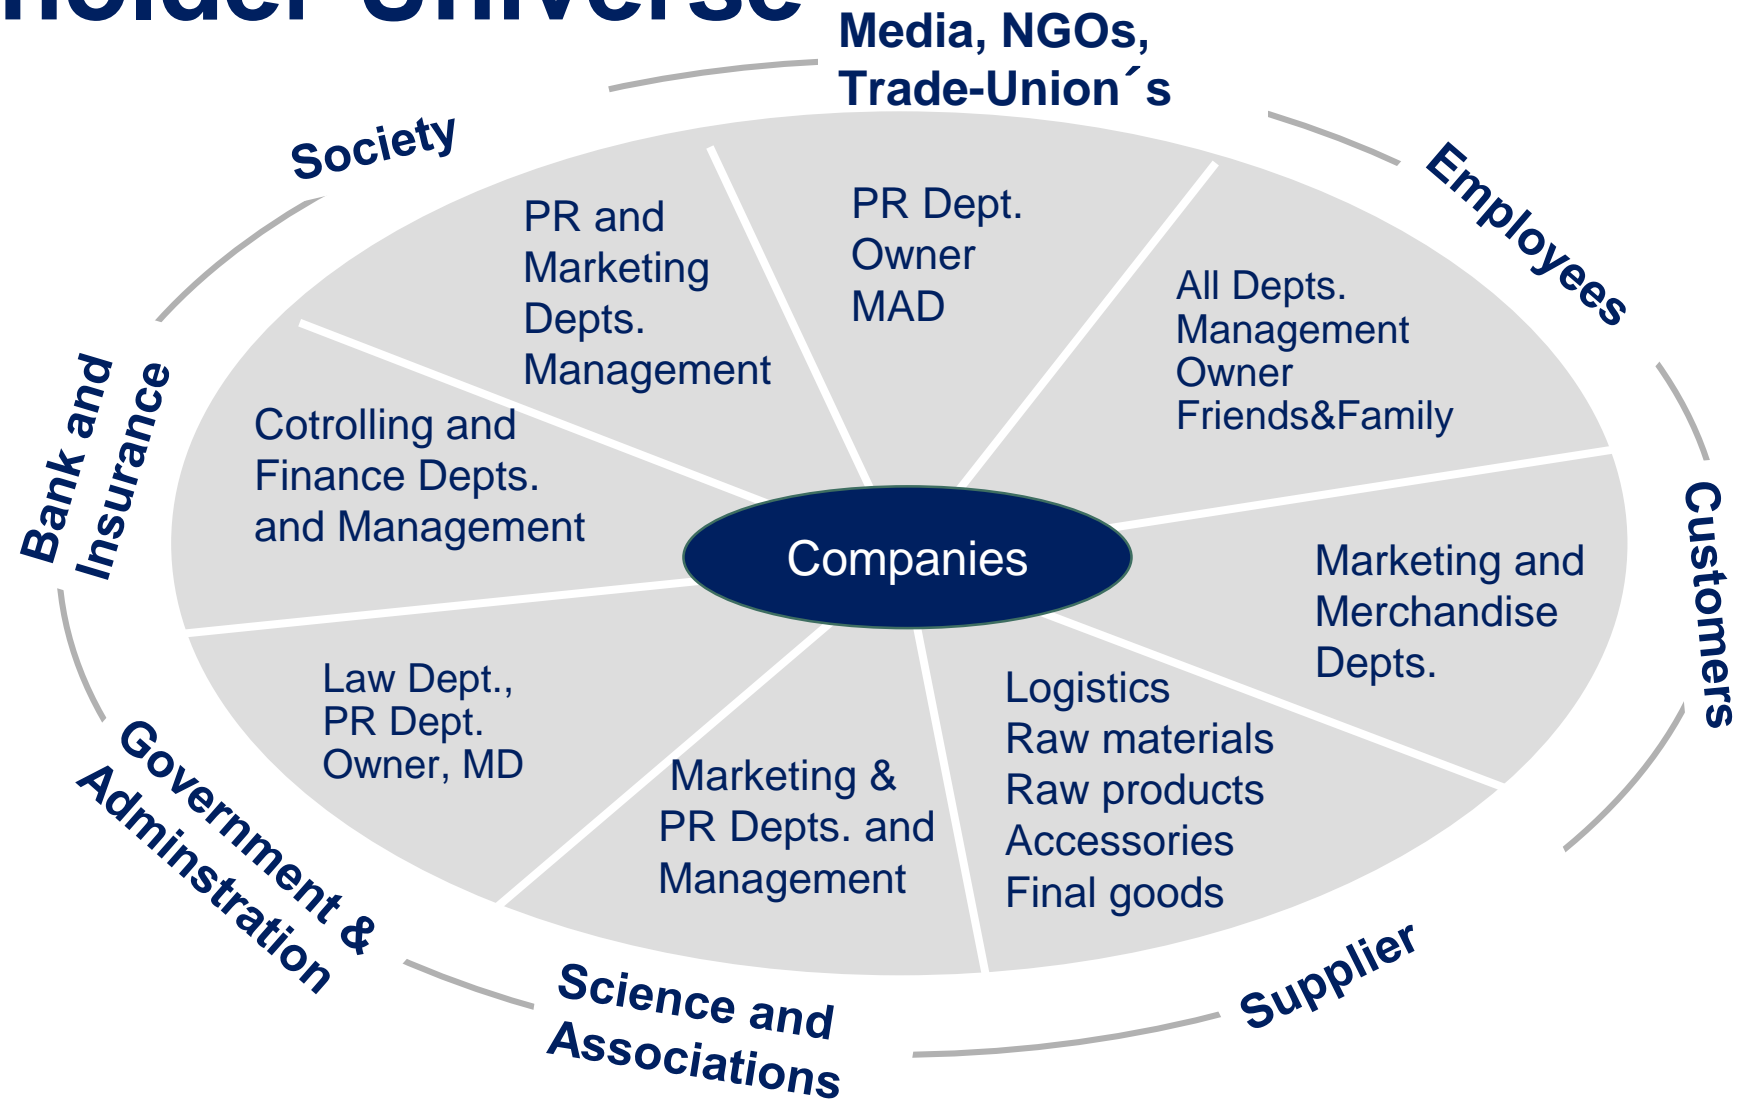 holder Universe
Media, NGOs,
Trade-Union´s
Society
Employees
PR and
Marketing
Depts.
Management
PR Dept.
Owner
MAD
All Depts.
Management
Owner
Friends&Family
Bank and
Insurance
Cotrolling and
Finance Depts.
and Management
Companies
Customers
Marketing and
Merchandise
Depts.
Law Dept.,
PR Dept.
Owner, MD
Marketing &
PR Depts. and
Management
Logistics
Raw materials
Raw products
Accessories
Final goods
Government &
Adminstration
Science and
Associations
Supplier